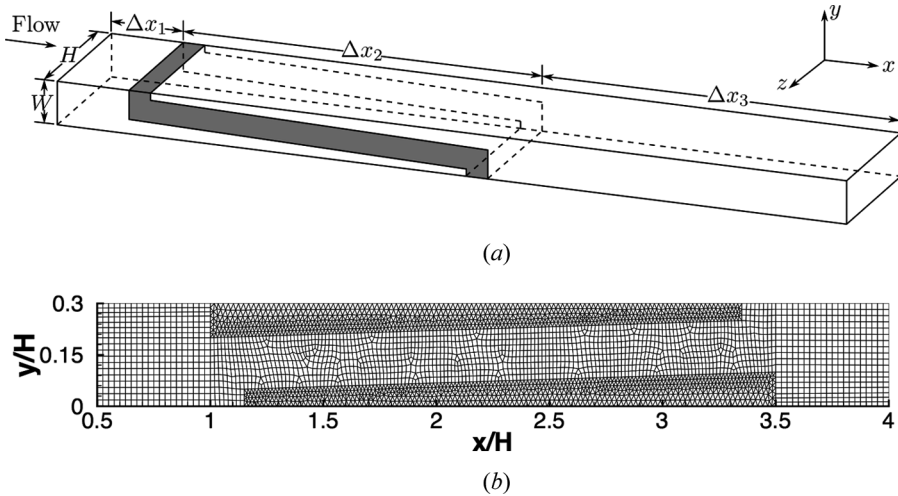 Flow
H
W
Δx₁
Δx₂
Δx₃
y
x
z
(a)
y/H
0.3
0.15
0
0.5 1 1.5 2 2.5 3 3.5 4
x/H
(b)